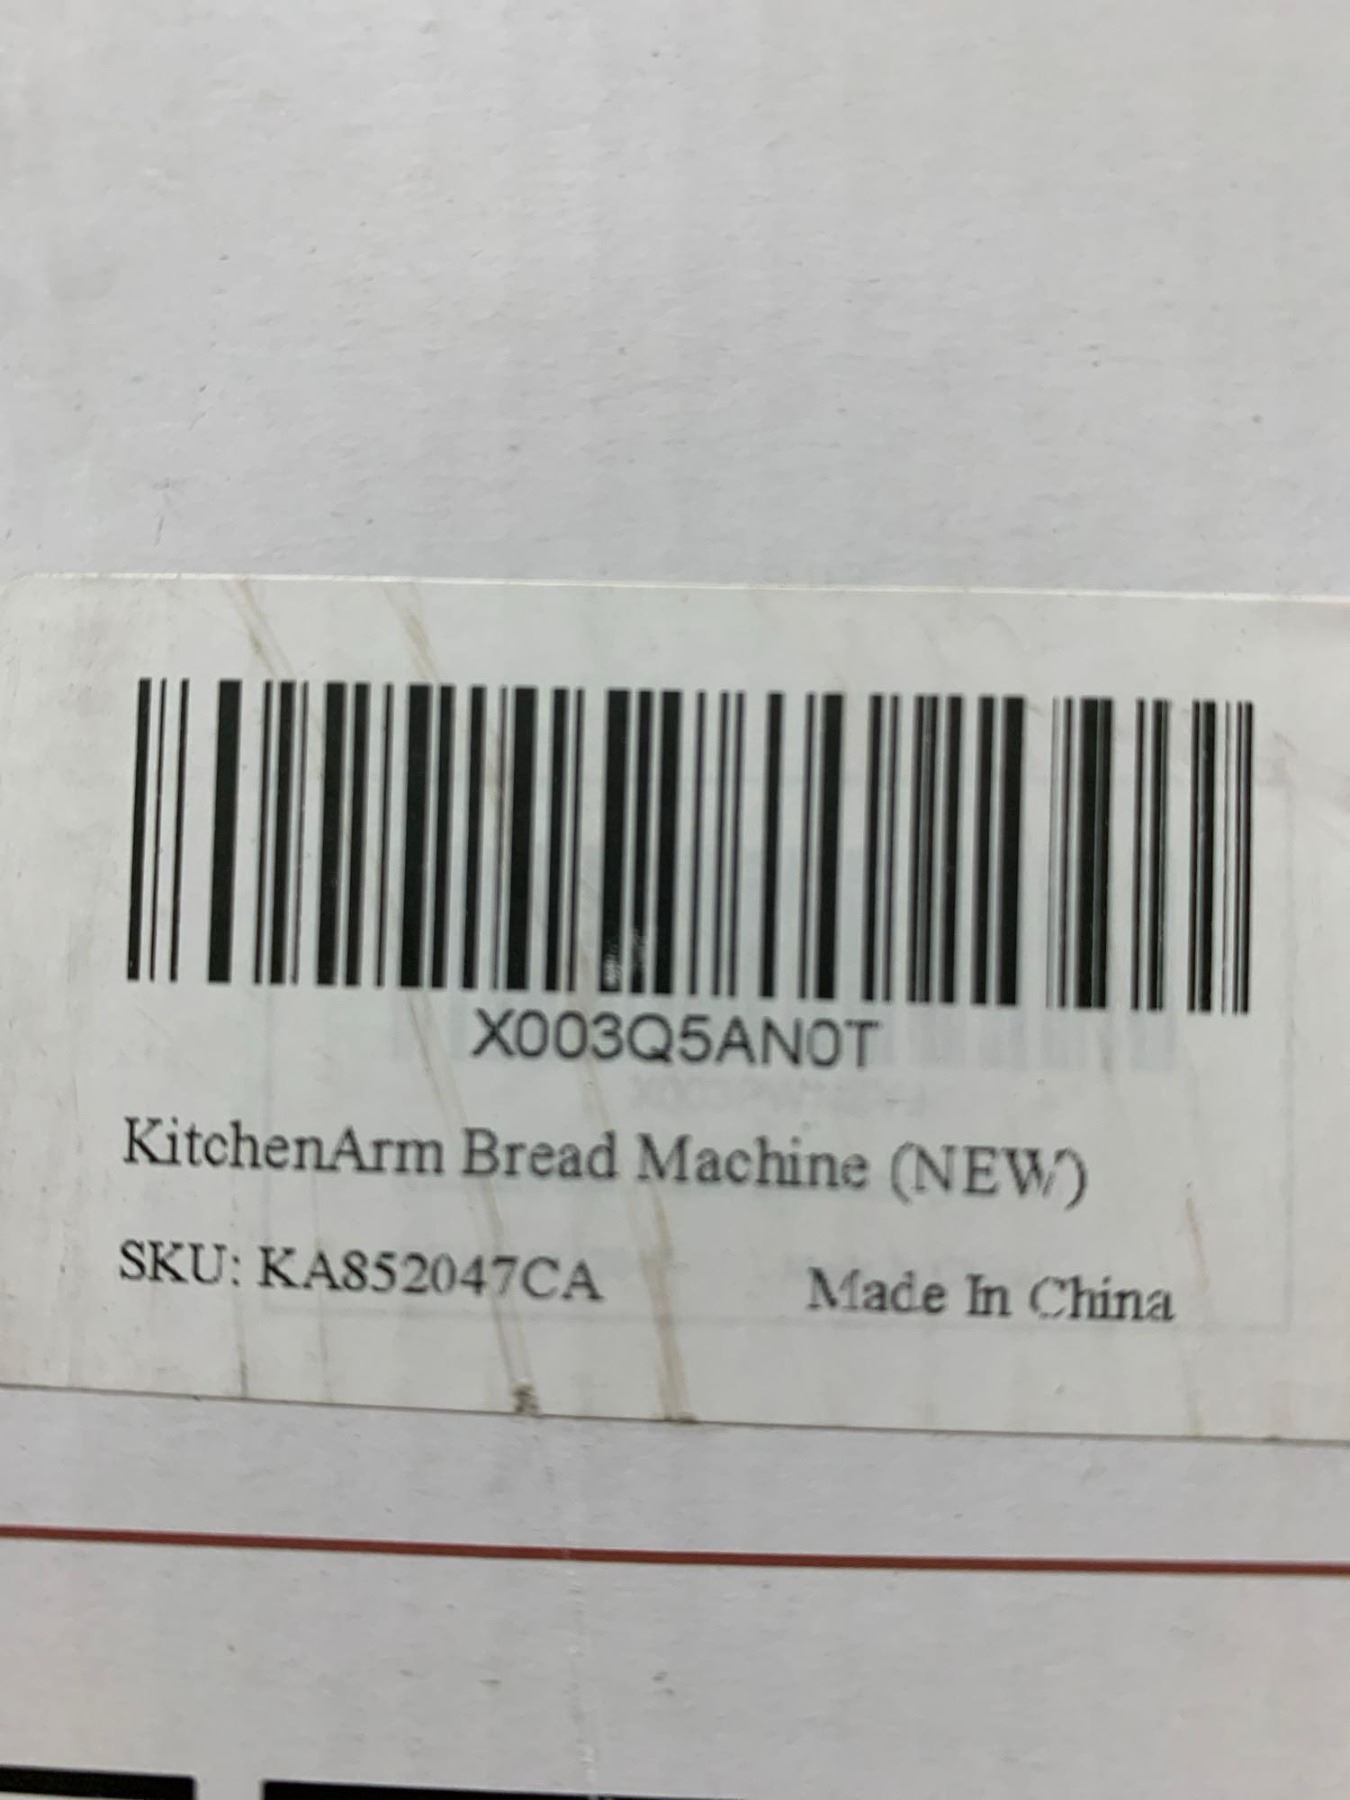 X003Q5AN0T
KitchenArm Bread Machine (NEW)
SKU: KA852047CA Made In China